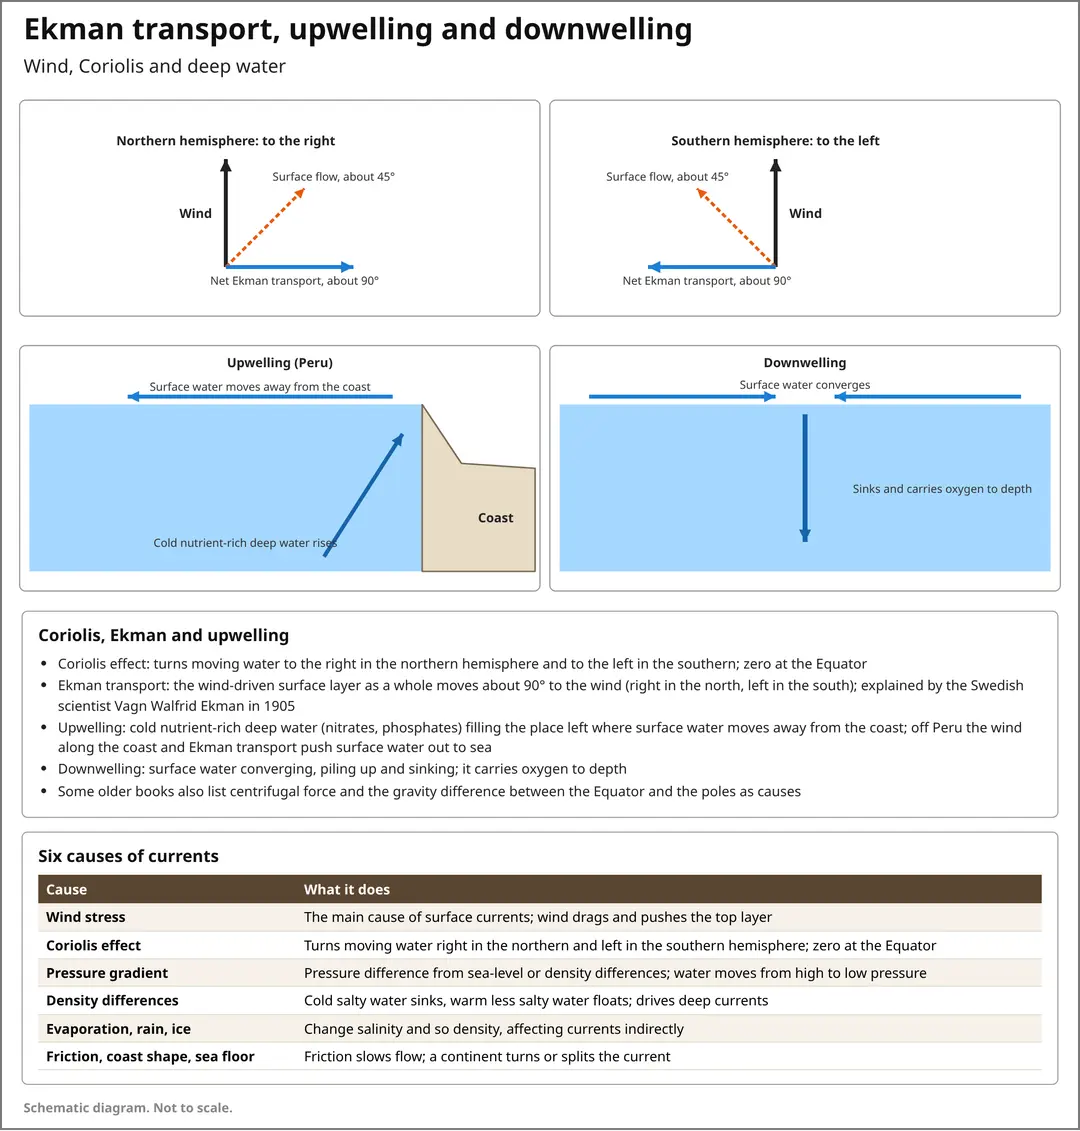 Ekman transport, upwelling and downwelling
Wind, Coriolis and deep water
Northern hemisphere: to the right
Surface flow, about 45°
Wind
Net Ekman transport, about 90°
Southern hemisphere: to the left
Surface flow, about 45°
Wind
Net Ekman transport, about 90°
Upwelling (Peru)
Surface water moves away from the coast
Coast
Cold nutrient-rich deep water rises
Downwelling
Surface water converges
Sinks and carries oxygen to depth
Coriolis, Ekman and upwelling
• Coriolis effect: turns moving water to the right in the northern hemisphere and to the left in the southern; zero at the Equator
• Ekman transport: the wind-driven surface layer as a whole moves about 90° to the wind (right in the north, left in the south); explained by the Swedish
scientist Vagn Walfrid Ekman in 1905
• Upwelling: cold nutrient-rich deep water (nitrates, phosphates) filling the place left where surface water moves away from the coast; off Peru the wind
along the coast and Ekman transport push surface water out to sea
• Downwelling: surface water converging, piling up and sinking; it carries oxygen to depth
• Some older books also list centrifugal force and the gravity difference between the Equator and the poles as causes
Six causes of currents
Cause What it does
Wind stress The main cause of surface currents; wind drags and pushes the top layer
Coriolis effect Turns moving water right in the northern and left in the southern hemisphere; zero at the Equator
Pressure gradient Pressure difference from sea-level or density differences; water moves from high to low pressure
Density differences Cold salty water sinks, warm less salty water floats; drives deep currents
Evaporation, rain, ice Change salinity and so density, affecting currents indirectly
Friction, coast shape, sea floor Friction slows flow; a continent turns or splits the current
Schematic diagram. Not to scale.